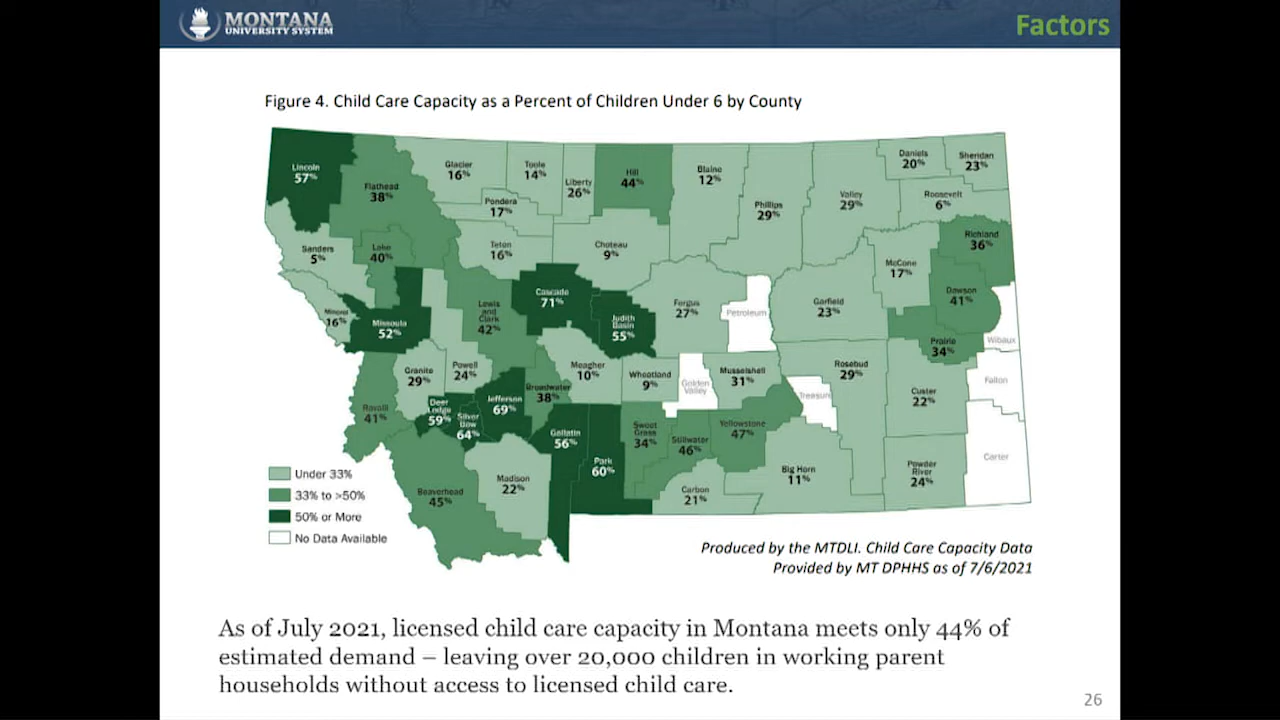 MONTANA
UNIVERSITY SYSTEM
Factors
Figure 4. Child Care Capacity as a Percent of Children Under 6 by County
Lincoln
57%
Flathead
38%
Glacier
16%
Toole
14%
Liberty
26%
Hill
44%
Blaine
12%
Phillips
29%
Valley
29%
Daniels
20%
Sheridan
23%
Roosevelt
6%
Pondera
17%
Sanders
5%
Lake
40%
Teton
16%
Choteau
9%
Richland
36%
McCone
17%
Dawson
41%
Mineral
16%
Missoula
52%
Lewis
and
Clark
42%
Cascade
71%
Judith
Basin
55%
Fergus
27%
Petroleum
Garfield
23%
Prairie
34%
Wibaux
Granite
29%
Powell
24%
Meagher
10%
Wheatland
9%
Golden
Valley
Musselshell
31%
Treasure
Rosebud
29%
Custer
22%
Fallon
Ravalli
41%
Deer
Lodge
59%
Silver
Bow
64%
Jefferson
69%
Broadwater
38%
Gallatin
56%
Park
60%
Sweet
Grass
34%
Stillwater
46%
Yellowstone
47%
Big Horn
11%
Powder
River
24%
Carter
Beaverhead
45%
Madison
22%
Carbon
21%
Under 33%
33% to >50%
50% or More
No Data Available
Produced by the MTDLI. Child Care Capacity Data
Provided by MT DPHHS as of 7/6/2021
As of July 2021, licensed child care capacity in Montana meets only 44% of
estimated demand – leaving over 20,000 children in working parent
households without access to licensed child care.
26